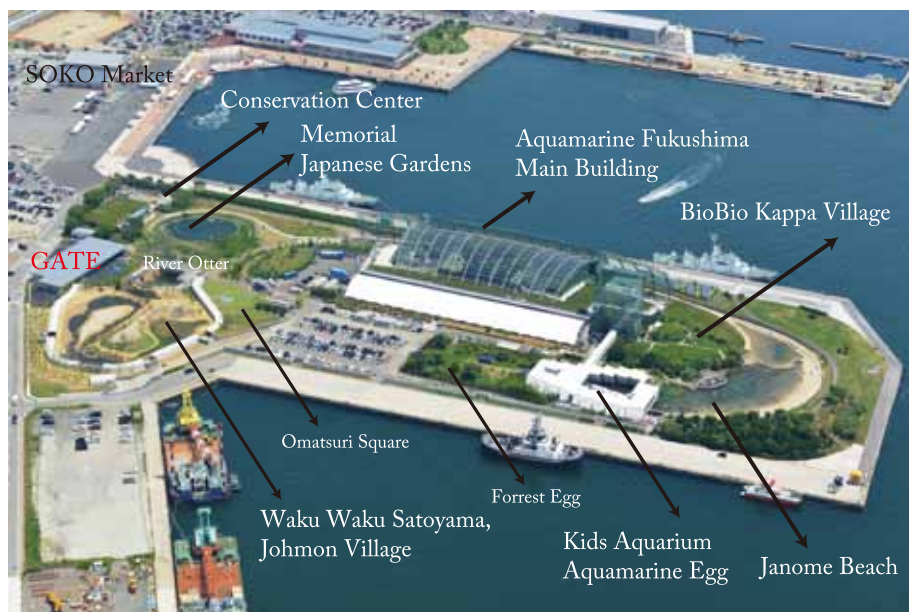 SOKO Market
Conservation Center
Memorial
Japanese Gardens
Aquamarine Fukushima
Main Building
BioBio Kappa Village
GATE
River Otter
Omatsuri Square
Forrest Egg
Waku Waku Satoyama,
Johmon Village
Kids Aquarium
Aquamarine Egg
Janome Beach